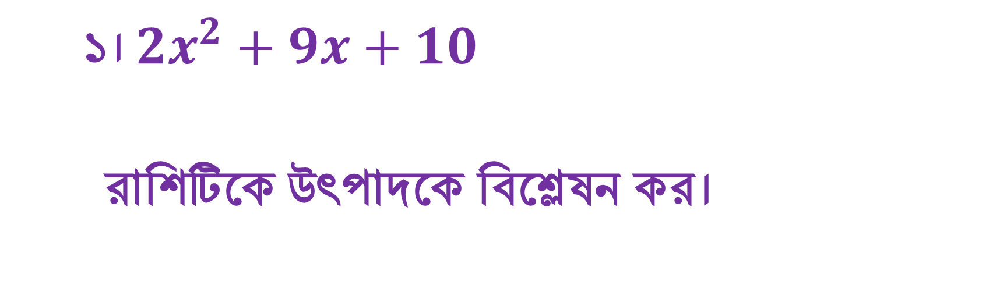 ১। 2x² + 9x + 10
রাশিটিকে উৎপাদকে বিশ্লেষন কর।